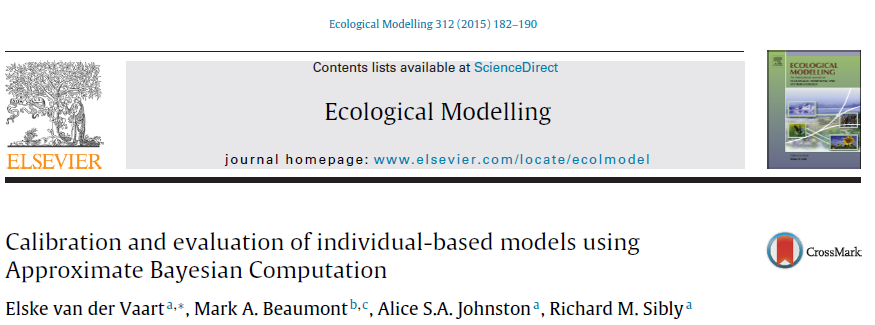 Ecological Modelling 312 (2015) 182–190
Contents lists available at ScienceDirect
Ecological Modelling
journal homepage: www.elsevier.com/locate/ecolmodel
ELSEVIER
ECOLOGICAL MODELLING
Calibration and evaluation of individual-based models using
Approximate Bayesian Computation
CrossMark
Elske van der Vaart a,*, Mark A. Beaumont b,c, Alice S.A. Johnston a, Richard M. Sibly a